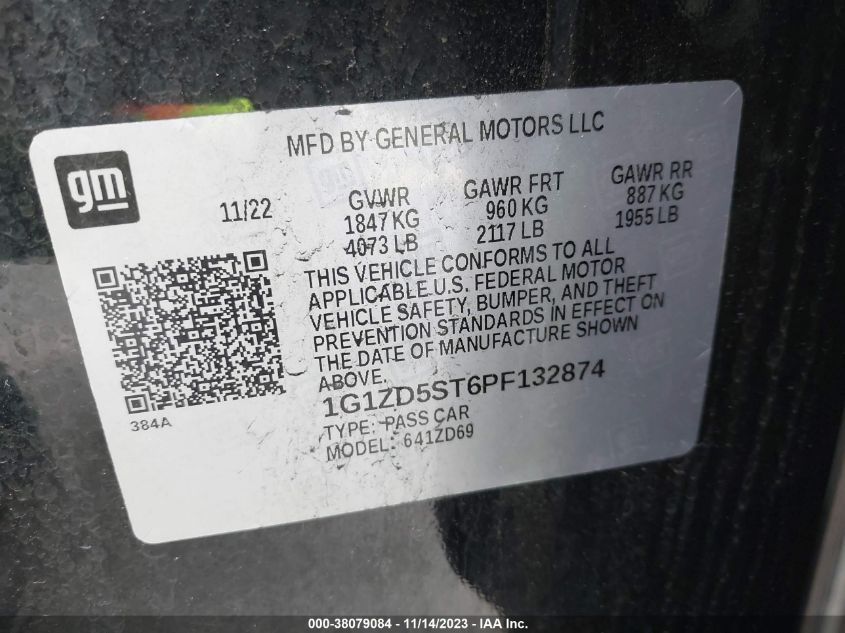 MFD BY GENERAL MOTORS LLC
gm
11/22
GVWR
1847 KG
4073 LB
GAWR FRT
960 KG
2117 LB
GAWR RR
887 KG
1955 LB
THIS VEHICLE CONFORMS TO ALL
APPLICABLE U.S. FEDERAL MOTOR
VEHICLE SAFETY, BUMPER, AND THEFT
PREVENTION STANDARDS IN EFFECT ON
THE DATE OF MANUFACTURE SHOWN
ABOVE.
1G1ZD5ST6PF132874
TYPE: PASS CAR
MODEL: 641ZD69
384A
000-38079084 - 11/14/2023 - IAA Inc.